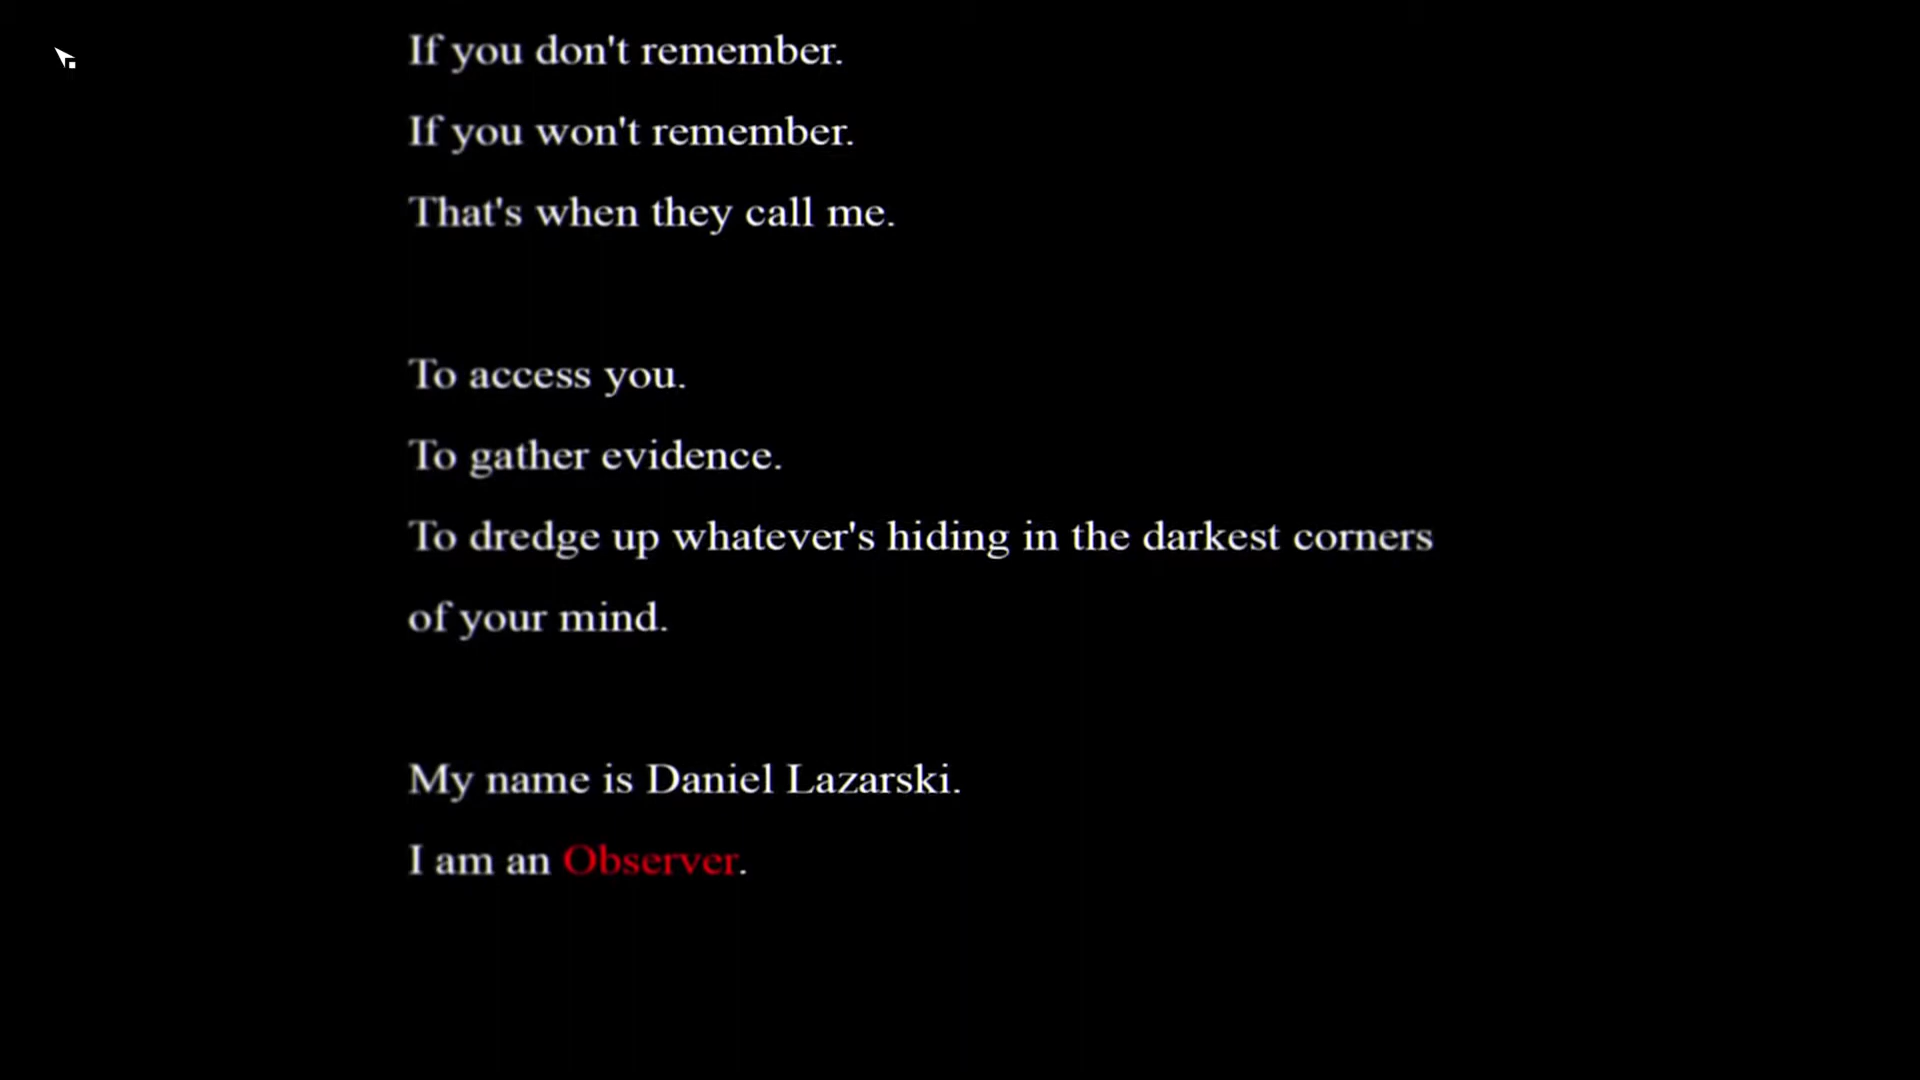 If you don't remember.
If you won't remember.
That's when they call me.
To access you.
To gather evidence.
To dredge up whatever's hiding in the darkest corners
of your mind.
My name is Daniel Lazarski.
I am an Observer.